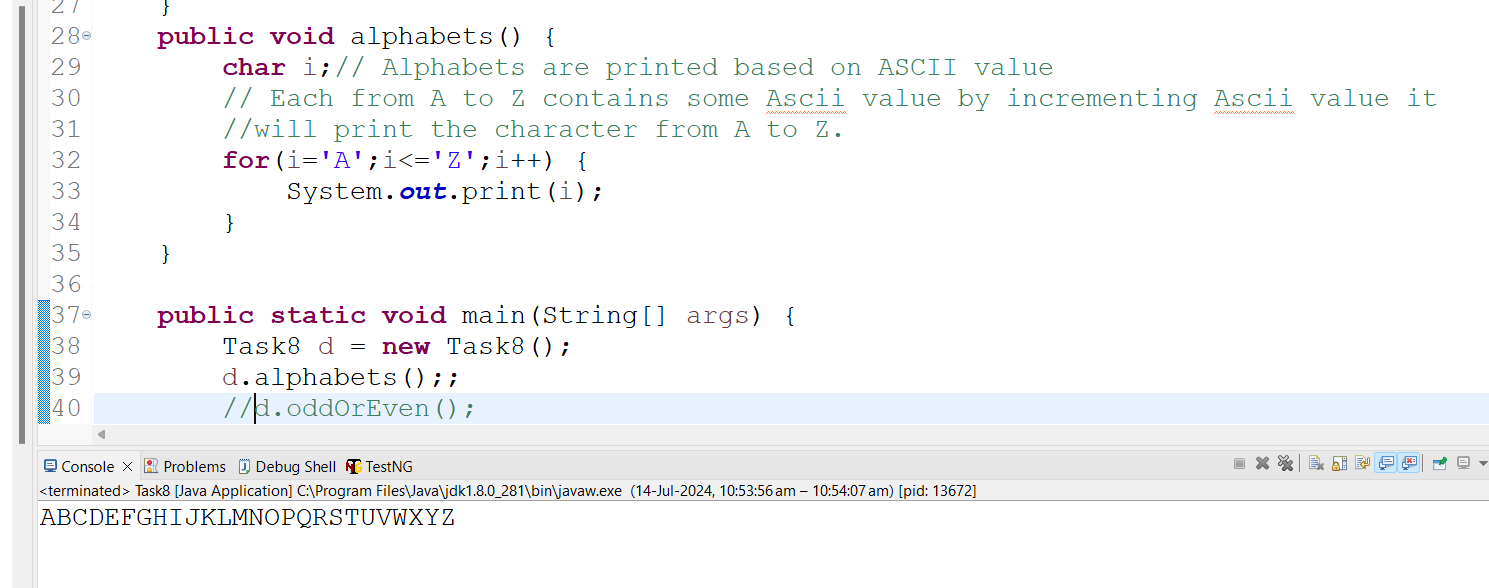 27 }
28 public void alphabets() {
29 char i;// Alphabets are printed based on ASCII value
30 // Each from A to Z contains some Ascii value by incrementing Ascii value it
31 //will print the character from A to Z.
32 for(i='A';i<='Z';i++) {
33 System.out.print(i);
34 }
35 }
36
37 public static void main(String[] args) {
38 Task8 d = new Task8();
39 d.alphabets();;
40 //d.oddOrEven();
Console Problems Debug Shell TestNG
<terminated> Task8 [Java Application] C:\Program Files\Java\jdk1.8.0_281\bin\javaw.exe (14-Jul-2024, 10:53:56 am – 10:54:07 am) [pid: 13672]
ABCDEFGHIJKLMNOPQRSTUVWXYZ